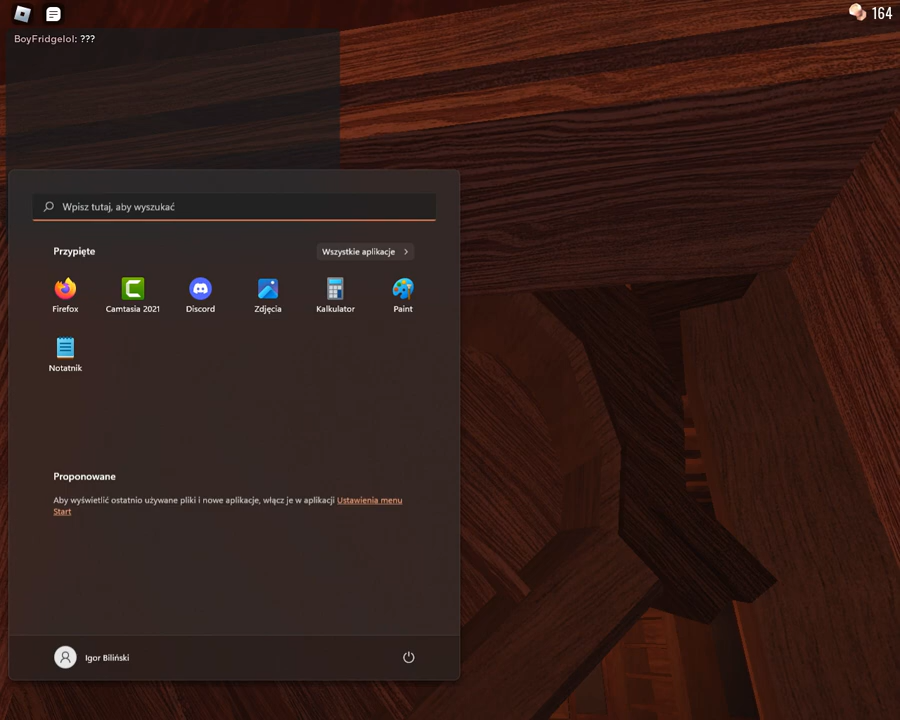 164
BoyFridgelol: ???
Wpisz tutaj, aby wyszukać
Przypięte
Wszystkie aplikacje
Firefox
Camtasia 2021
Discord
Zdjęcia
Kalkulator
Paint
Notatnik
Proponowane
Aby wyświetlić ostatnio używane pliki i nowe aplikacje, włącz je w aplikacji Ustawienia menu
Start
Igor Biliński